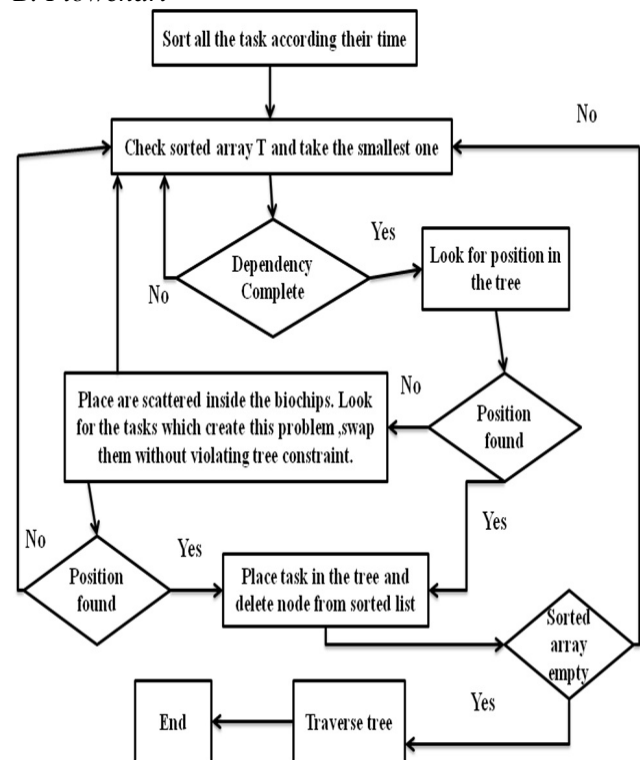 B. Flowchart
Sort all the task according their time
No
Check sorted array T and take the smallest one
Yes
Dependency
Complete
Look for position in
the tree
No
No
Place are scattered inside the biochips. Look
for the tasks which create this problem ,swap
them without violating tree constraint.
Position
found
Yes
No
Yes
Position
found
Place task in the tree and
delete node from sorted list
Sorted
array
empty
Yes
End
Traverse tree